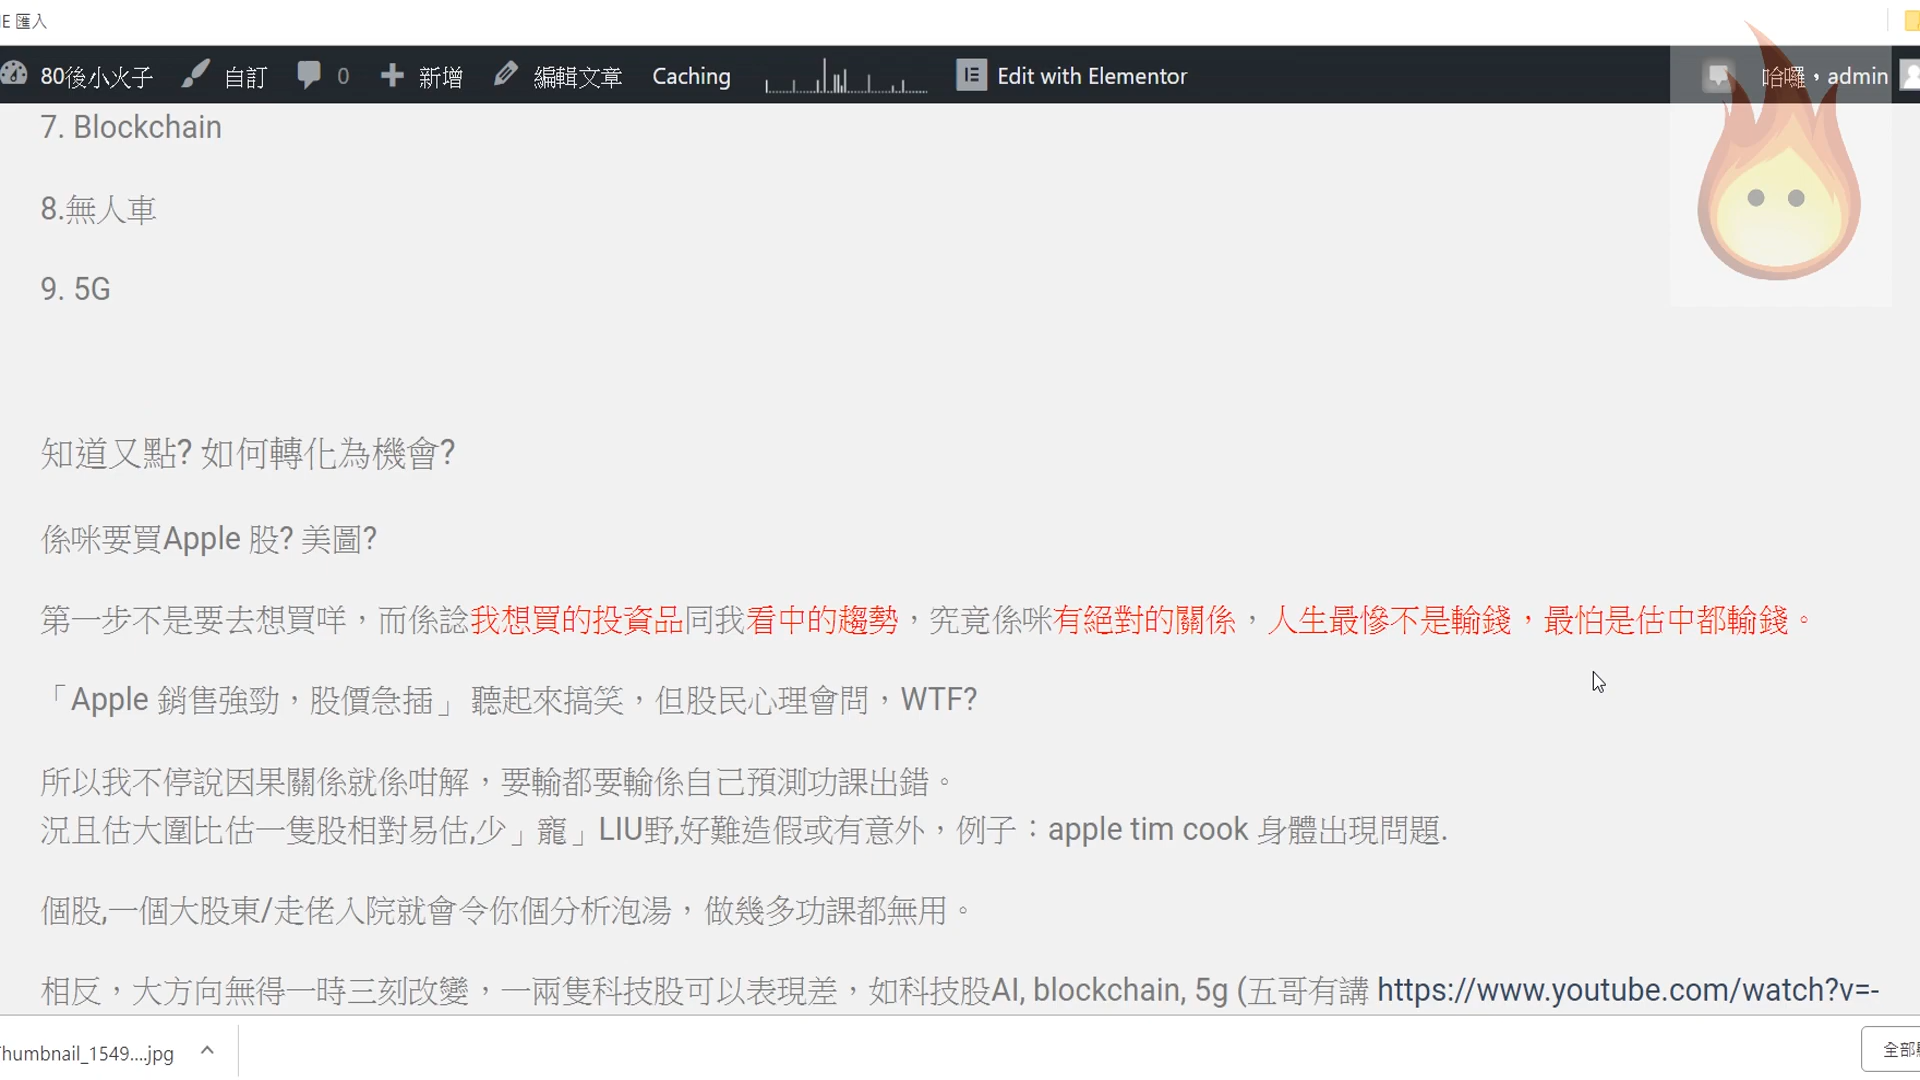 匯入
80後小火子 自訂 0 新增 編輯文章 Caching Edit with Elementor 哈囉，admin
7. Blockchain
8.無人車
9. 5G
知道又點? 如何轉化為機會?
係咪要買Apple 股? 美圖?
第一步不是要去想買咩，而係諗我想買的投資品同我看中的趨勢，究竟係咪有絕對的關係，人生最慘不是輸錢，最怕是估中都輸錢。
「Apple 銷售強勁，股價急插」 聽起來搞笑，但股民心理會問，WTF?
所以我不停說因果關係就係咁解，要輸都要輸係自己預測功課出錯。
況且估大圍比估一隻股相對易估,少」寵」LIU野,好難造假或有意外，例子：apple tim cook 身體出現問題.
個股,一個大股東/走佬入院就會令你個分析泡湯，做幾多功課都無用。
相反，大方向無得一時三刻改變，一兩隻科技股可以表現差，如科技股AI, blockchain, 5g (五哥有講 https://www.youtube.com/watch?v=-
humbnail_1549....jpg 全部